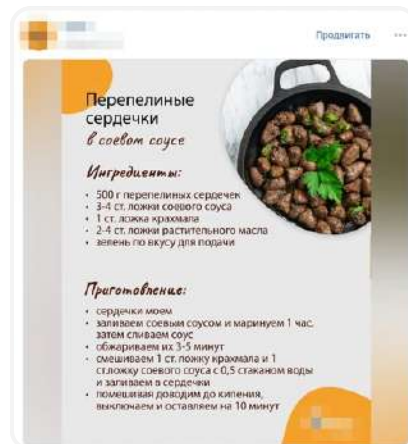 Продвигать
Перепелиные
сердечки
в соевом соусе
Ингредиенты:
• 500 г перепелиных сердечек
• 3-4 ст. ложки соевого соуса
• 1 ст. ложка крахмала
• 2-4 ст. ложки растительного масла
• зелень по вкусу для подачи
Приготовление:
• сердечки моем
• заливаем соевым соусом и маринуем 1 час,
затем сливаем соус
• обжариваем их 3-5 минут
• смешиваем 1 ст. ложку крахмала и 1
ст.ложку соевого соуса с 0,5 стаканом воды
и заливаем в сердечки
• помешивая доводим до кипения,
выключаем и оставляем на 10 минут